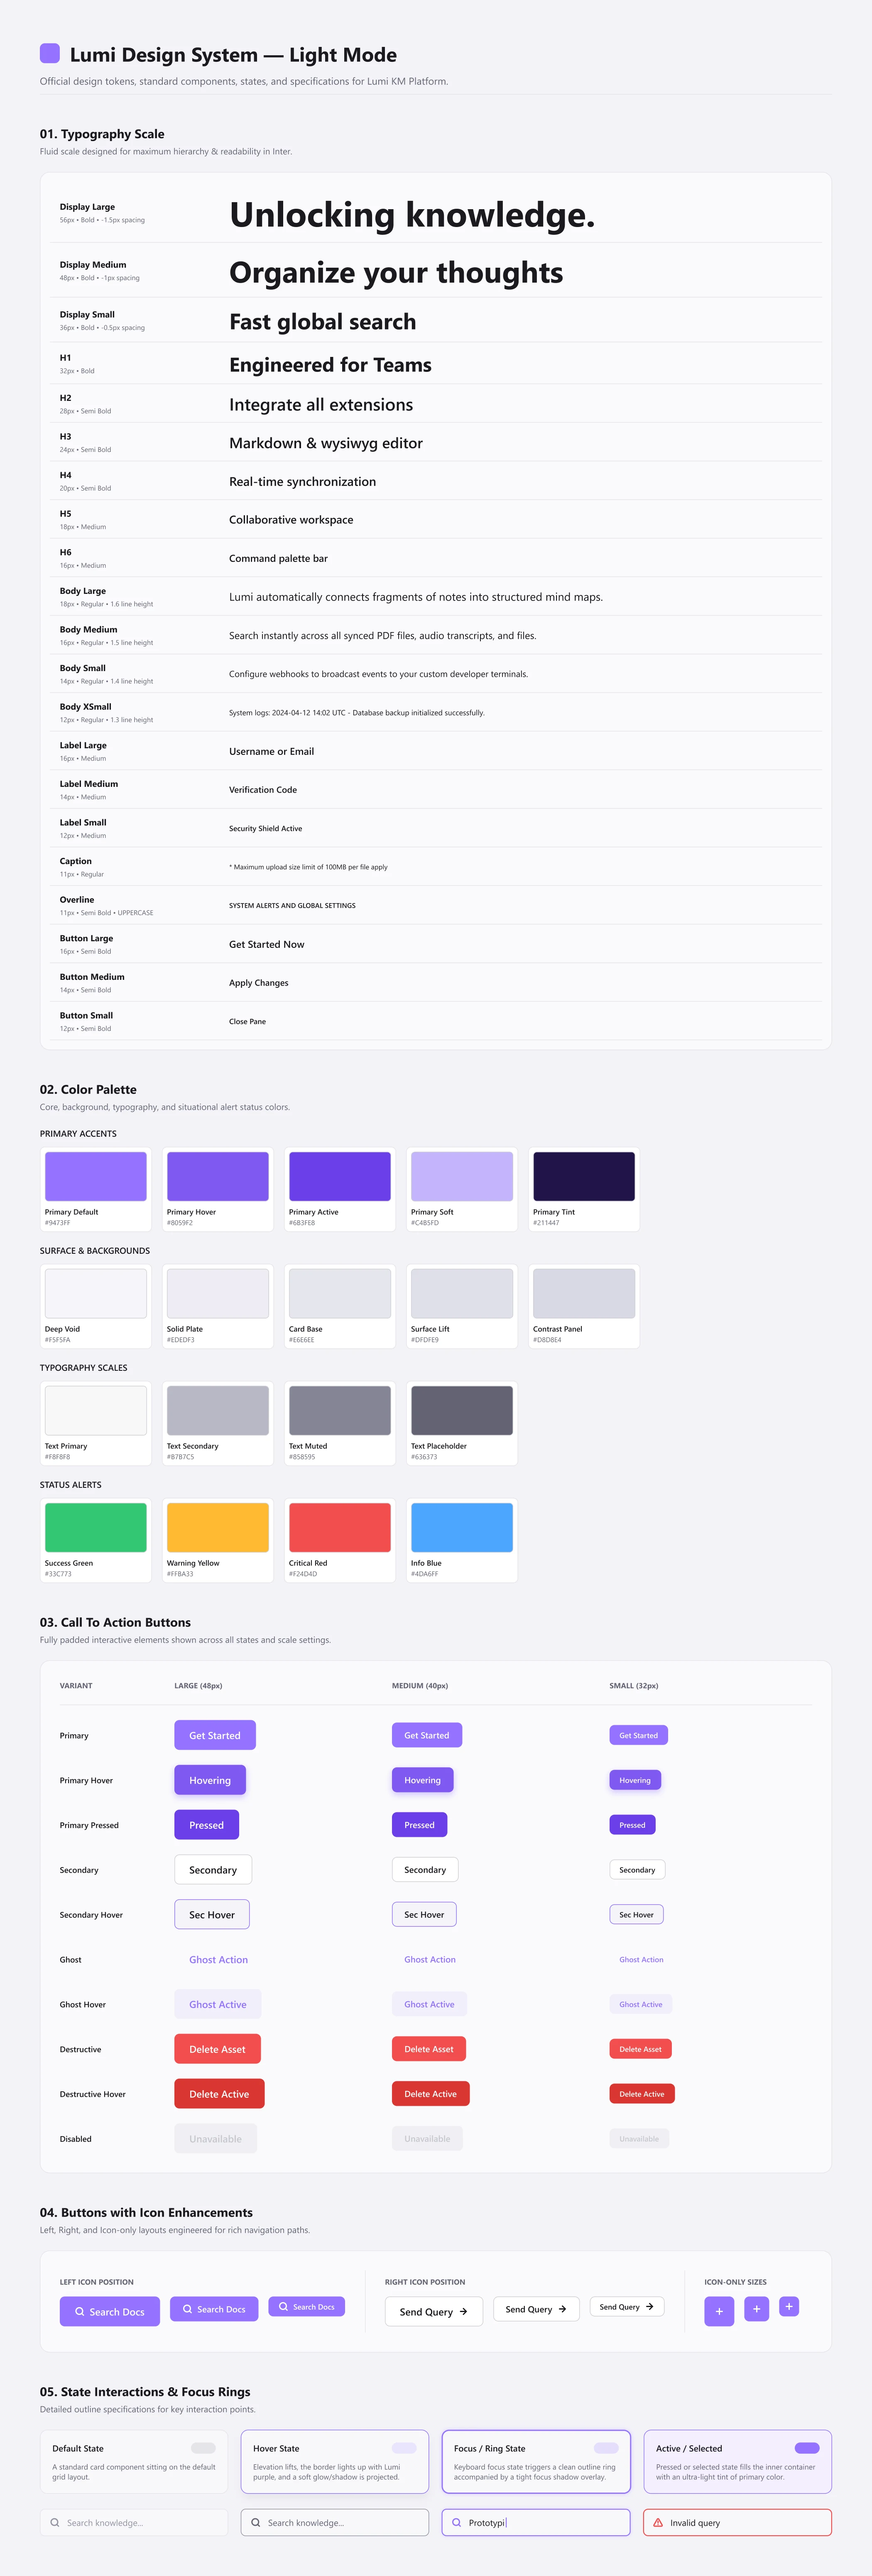 Lumi Design System — Light Mode
Official design tokens, standard components, states, and specifications for Lumi KM Platform.
01. Typography Scale
Fluid scale designed for maximum hierarchy & readability in Inter.
Display Large
56px • Bold • -1.5px spacing
Unlocking knowledge.
Display Medium
48px • Bold • -1px spacing
Organize your thoughts
Display Small
36px • Bold • -0.5px spacing
Fast global search
H1
32px • Bold
Engineered for Teams
H2
28px • Semi Bold
Integrate all extensions
H3
24px • Semi Bold
Markdown & wysiwyg editor
H4
20px • Semi Bold
Real-time synchronization
H5
18px • Medium
Collaborative workspace
H6
16px • Medium
Command palette bar
Body Large
18px • Regular • 1.6 line height
Lumi automatically connects fragments of notes into structured mind maps.
Body Medium
16px • Regular • 1.5 line height
Search instantly across all synced PDF files, audio transcripts, and files.
Body Small
14px • Regular • 1.4 line height
Configure webhooks to broadcast events to your custom developer terminals.
Body XSmall
12px • Regular • 1.3 line height
System logs: 2024-04-12 14:02 UTC - Database backup initialized successfully.
Label Large
16px • Medium
Username or Email
Label Medium
14px • Medium
Verification Code
Label Small
12px • Medium
Security Shield Active
Caption
11px • Regular
* Maximum upload size limit of 100MB per file apply
Overline
11px • Semi Bold • UPPERCASE
SYSTEM ALERTS AND GLOBAL SETTINGS
Button Large
16px • Semi Bold
Get Started Now
Button Medium
14px • Semi Bold
Apply Changes
Button Small
12px • Semi Bold
Close Pane
02. Color Palette
Core, background, typography, and situational alert status colors.
PRIMARY ACCENTS
Primary Default
#9473FF
Primary Hover
#8059F2
Primary Active
#6B3FE8
Primary Soft
#C4B5FD
Primary Tint
#211447
SURFACE & BACKGROUNDS
Deep Void
#F5F5FA
Solid Plate
#EDEDF3
Card Base
#E6E6EE
Surface Lift
#DFDFE9
Contrast Panel
#D8D8E4
TYPOGRAPHY SCALES
Text Primary
#F8F8F8
Text Secondary
#B7B7C5
Text Muted
#858595
Text Placeholder
#636373
STATUS ALERTS
Success Green
#33C773
Warning Yellow
#FFBA33
Critical Red
#F24D4D
Info Blue
#4DA6FF
03. Call To Action Buttons
Fully padded interactive elements shown across all states and scale settings.
VARIANT LARGE (48px) MEDIUM (40px) SMALL (32px)
Primary Get Started Get Started Get Started
Primary Hover Hovering Hovering Hovering
Primary Pressed Pressed Pressed Pressed
Secondary Secondary Secondary Secondary
Secondary Hover Sec Hover Sec Hover Sec Hover
Ghost Ghost Action Ghost Action Ghost Action
Ghost Hover Ghost Active Ghost Active Ghost Active
Destructive Delete Asset Delete Asset Delete Asset
Destructive Hover Delete Active Delete Active Delete Active
Disabled Unavailable Unavailable Unavailable
04. Buttons with Icon Enhancements
Left, Right, and Icon-only layouts engineered for rich navigation paths.
LEFT ICON POSITION
Search Docs Search Docs Search Docs
RIGHT ICON POSITION
Send Query Send Query Send Query
ICON-ONLY SIZES
05. State Interactions & Focus Rings
Detailed outline specifications for key interaction points.
Default State
A standard card component sitting on the default
grid layout.
Hover State
Elevation lifts, the border lights up with Lumi
purple, and a soft glow/shadow is projected.
Focus / Ring State
Keyboard focus state triggers a clean outline ring
accompanied by a tight focus shadow overlay.
Active / Selected
Pressed or selected state fills the inner container
with an ultra-light tint of primary color.
Search knowledge...
Search knowledge...
Prototypi
Invalid query